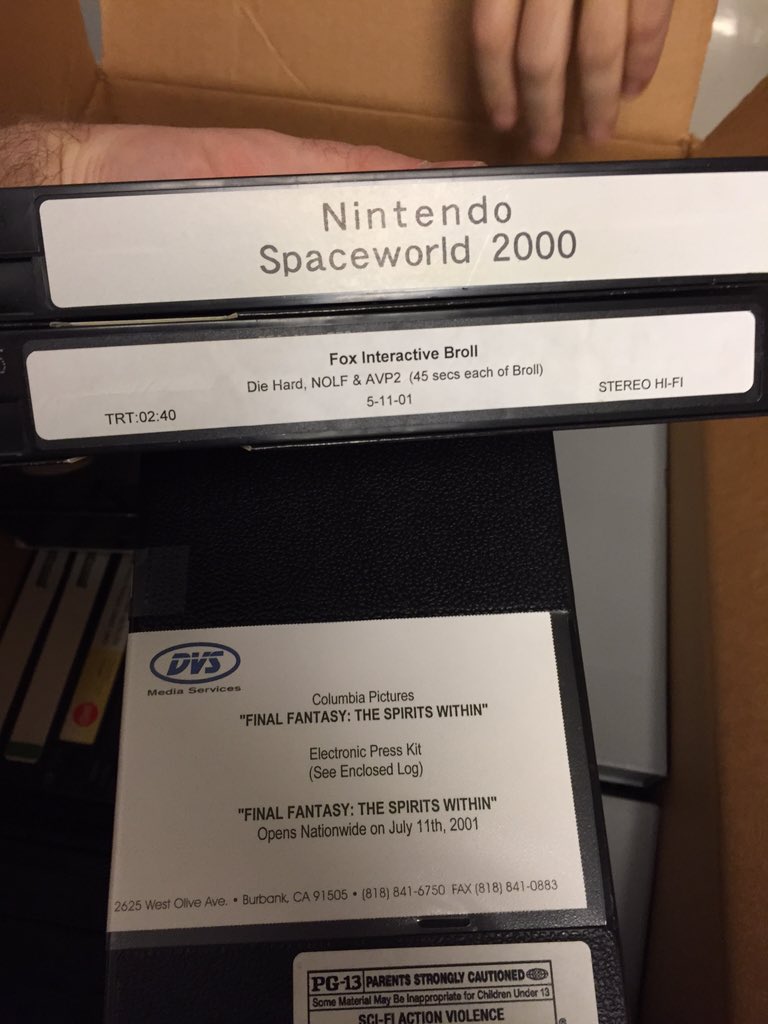 Nintendo
Spaceworld 2000
Fox Interactive Broll
Die Hard, NOLF & AVP2 (45 secs each of Broll)
TRT:02:40 5-11-01 STEREO HI-FI
DVS
Media Services
Columbia Pictures
"FINAL FANTASY: THE SPIRITS WITHIN"
Electronic Press Kit
(See Enclosed Log)
"FINAL FANTASY: THE SPIRITS WITHIN"
Opens Nationwide on July 11th, 2001
2625 West Olive Ave. • Burbank, CA 91505 • (818) 841-6750 FAX (818) 841-0883
PG-13 PARENTS STRONGLY CAUTIONED
Some Material May Be Inappropriate for Children Under 13
SCI-FI ACTION VIOLENCE
®